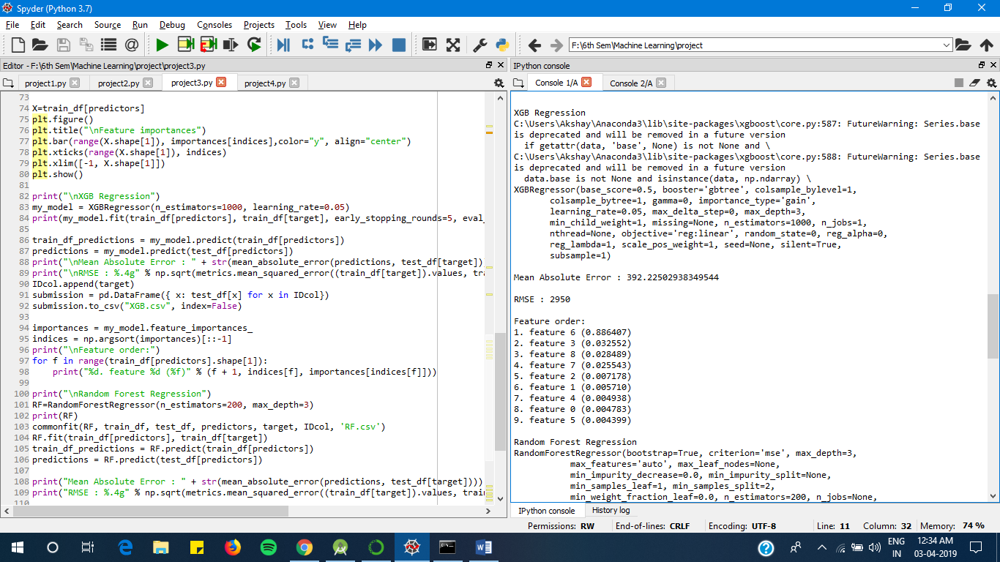 Spyder (Python 3.7)
File Edit Search Source Run Debug Consoles Projects Tools View Help
F:\6th Sem\Machine Learning\project
Editor - F:\6th Sem\Machine Learning\project\project3.py
project1.py project2.py project3.py project4.py
73
74 X=train_df[predictors]
75 plt.figure()
76 plt.title("\nFeature importances")
77 plt.bar(range(X.shape[1]), importances[indices],color="y", align="center")
78 plt.xticks(range(X.shape[1]), indices)
79 plt.xlim([-1, X.shape[1]])
80 plt.show()
81
82 print("\nXGB Regression")
83 my_model = XGBRegressor(n_estimators=1000, learning_rate=0.05)
84 print(my_model.fit(train_df[predictors], train_df[target], early_stopping_rounds=5, eval_
85
86 train_df_predictions = my_model.predict(train_df[predictors])
87 predictions = my_model.predict(test_df[predictors])
88 print("\nMean Absolute Error : " + str(mean_absolute_error(predictions, test_df[target])
89 print("\nRMSE : %.4g" % np.sqrt(metrics.mean_squared_error((train_df[target]).values, tra
90 IDcol.append(target)
91 submission = pd.DataFrame({ x: test_df[x] for x in IDcol})
92 submission.to_csv("XGB.csv", index=False)
93
94 importances = my_model.feature_importances_
95 indices = np.argsort(importances)[::-1]
96 print("\nFeature order:")
97 for f in range(train_df[predictors].shape[1]):
98 print("%d. feature %d (%f)" % (f + 1, indices[f], importances[indices[f]]))
99
100 print("\nRandom Forest Regression")
101 RF=RandomForestRegressor(n_estimators=200, max_depth=3)
102 print(RF)
103 commonfit(RF, train_df, test_df, predictors, target, IDcol, 'RF.csv')
104 RF.fit(train_df[predictors], train_df[target])
105 train_df_predictions = RF.predict(train_df[predictors])
106 predictions = RF.predict(test_df[predictors])
107
108 print("Mean Absolute Error : " + str(mean_absolute_error(predictions, test_df[target])))
109 print("RMSE : %.4g" % np.sqrt(metrics.mean_squared_error((train_df[target]).values, train
110
IPython console
Console 1/A Console 2/A
XGB Regression
C:\Users\Akshay\Anaconda3\lib\site-packages\xgboost\core.py:587: FutureWarning: Series.base
is deprecated and will be removed in a future version
if getattr(data, 'base', None) is not None and \
C:\Users\Akshay\Anaconda3\lib\site-packages\xgboost\core.py:588: FutureWarning: Series.base
is deprecated and will be removed in a future version
data.base is not None and isinstance(data, np.ndarray) \
XGBRegressor(base_score=0.5, booster='gbtree', colsample_bylevel=1,
colsample_bytree=1, gamma=0, importance_type='gain',
learning_rate=0.05, max_delta_step=0, max_depth=3,
min_child_weight=1, missing=None, n_estimators=1000, n_jobs=1,
nthread=None, objective='reg:linear', random_state=0, reg_alpha=0,
reg_lambda=1, scale_pos_weight=1, seed=None, silent=True,
subsample=1)
Mean Absolute Error : 392.22502938349544
RMSE : 2950
Feature order:
1. feature 6 (0.886407)
2. feature 3 (0.032552)
3. feature 8 (0.028489)
4. feature 7 (0.025543)
5. feature 2 (0.007178)
6. feature 1 (0.005710)
7. feature 4 (0.004938)
8. feature 0 (0.004783)
9. feature 5 (0.004399)
Random Forest Regression
RandomForestRegressor(bootstrap=True, criterion='mse', max_depth=3,
max_features='auto', max_leaf_nodes=None,
min_impurity_decrease=0.0, min_impurity_split=None,
min_samples_leaf=1, min_samples_split=2,
min_weight_fraction_leaf=0.0, n_estimators=200, n_jobs=None,
IPython console History log
Permissions: RW End-of-lines: CRLF Encoding: UTF-8 Line: 11 Column: 32 Memory: 74 %
ENG
IN
12:34 AM
03-04-2019